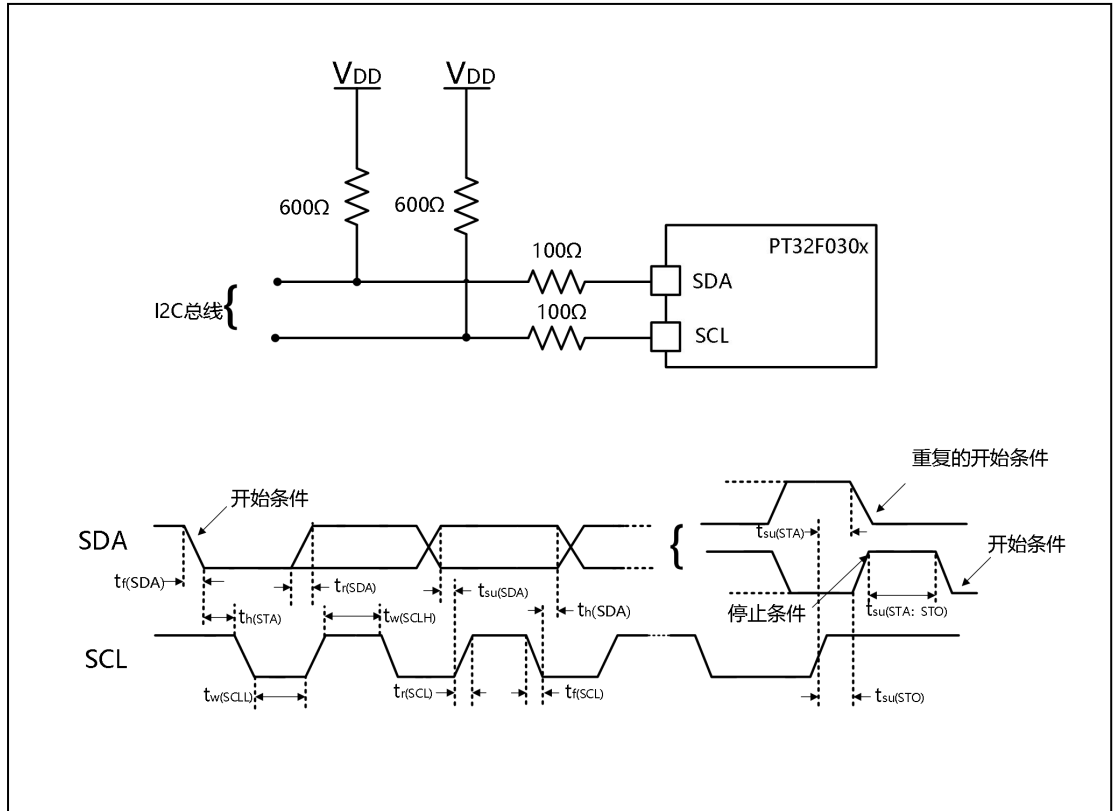 VDD VDD
600Ω 600Ω
100Ω
PT32F030x
SDA
I2C总线{
100Ω
SCL
重复的开始条件
开始条件
SDA
tsu(STA)
开始条件
tf(SDA)
tr(SDA)
tsu(SDA)
th(SDA)
停止条件
tsu(STA: STO)
th(STA)
tw(SCLH)
SCL
tw(SCLL)
tr(SCL)
tf(SCL)
tsu(STO)